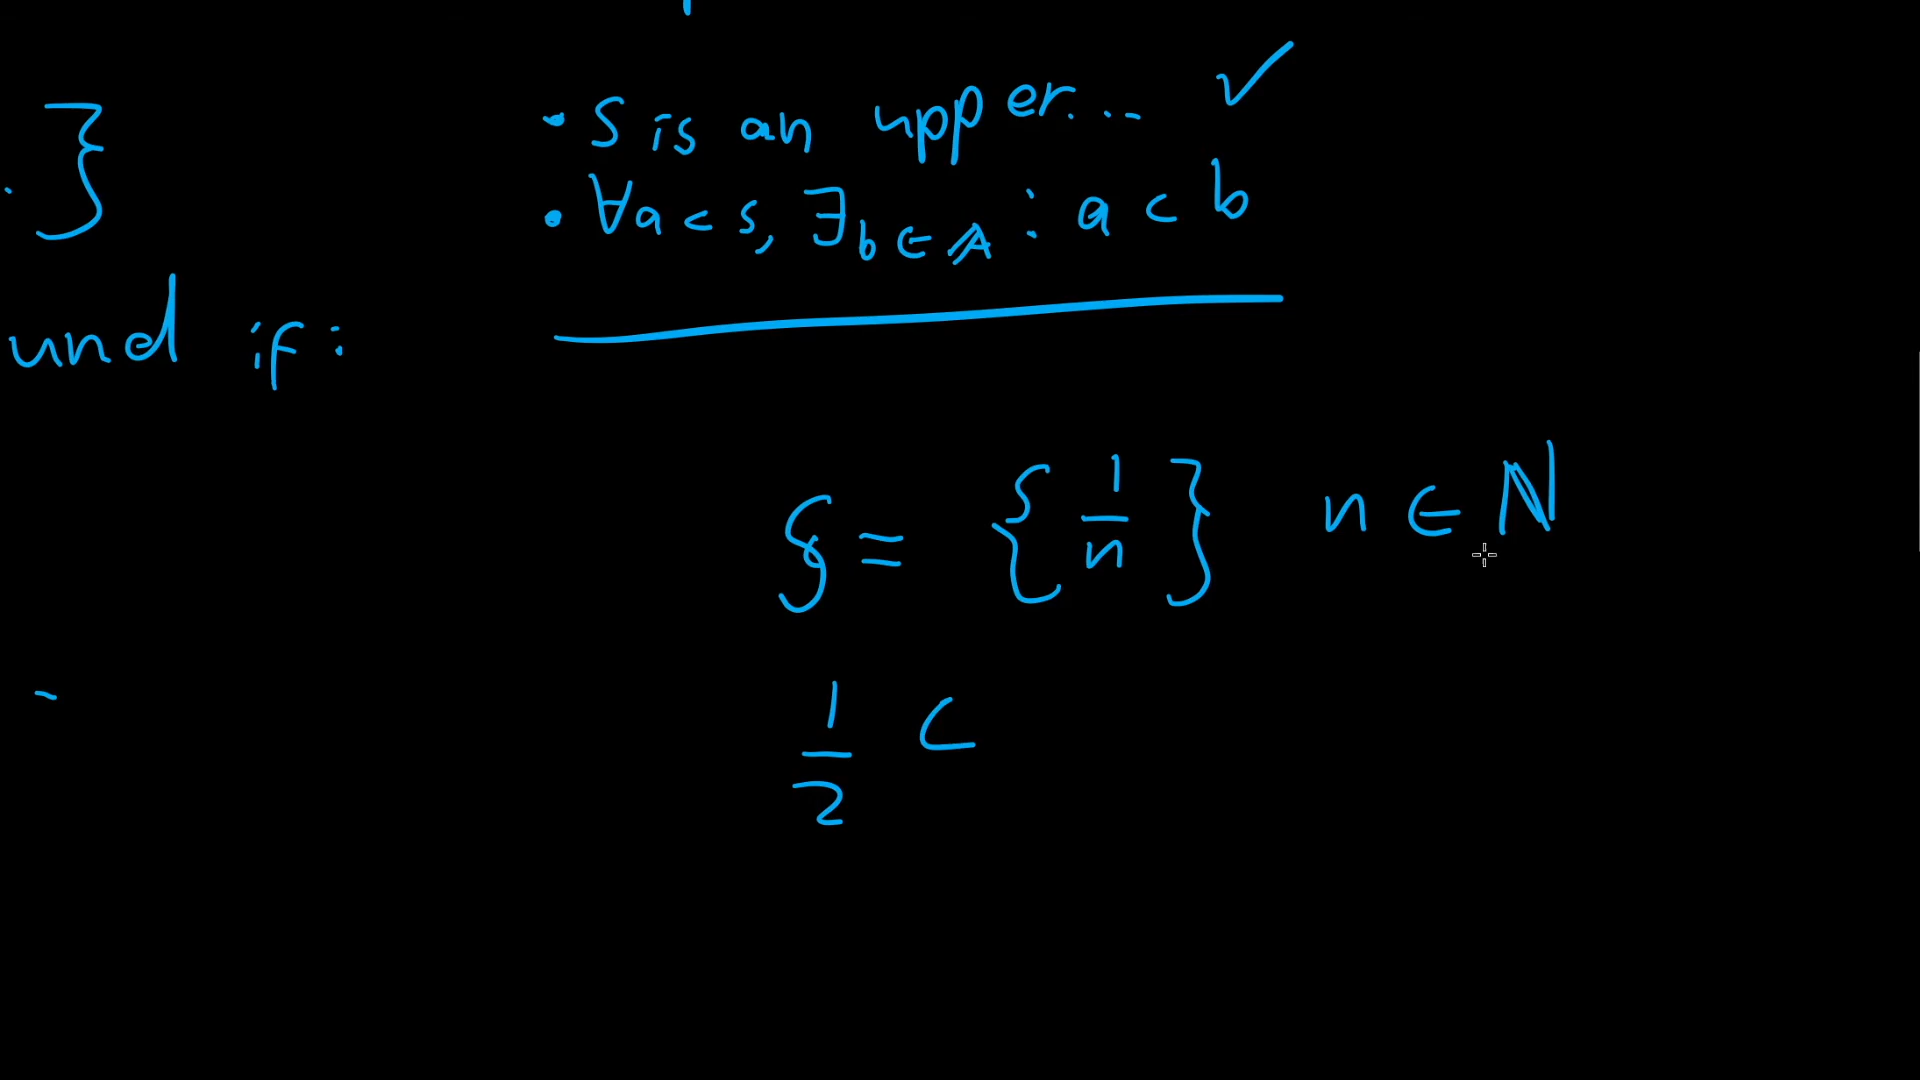 }
• S is an upper... ✓
• ∀a < s, ∃b∈A : a < b
und if:
= { 1/n } n ∈ N
1/2 <